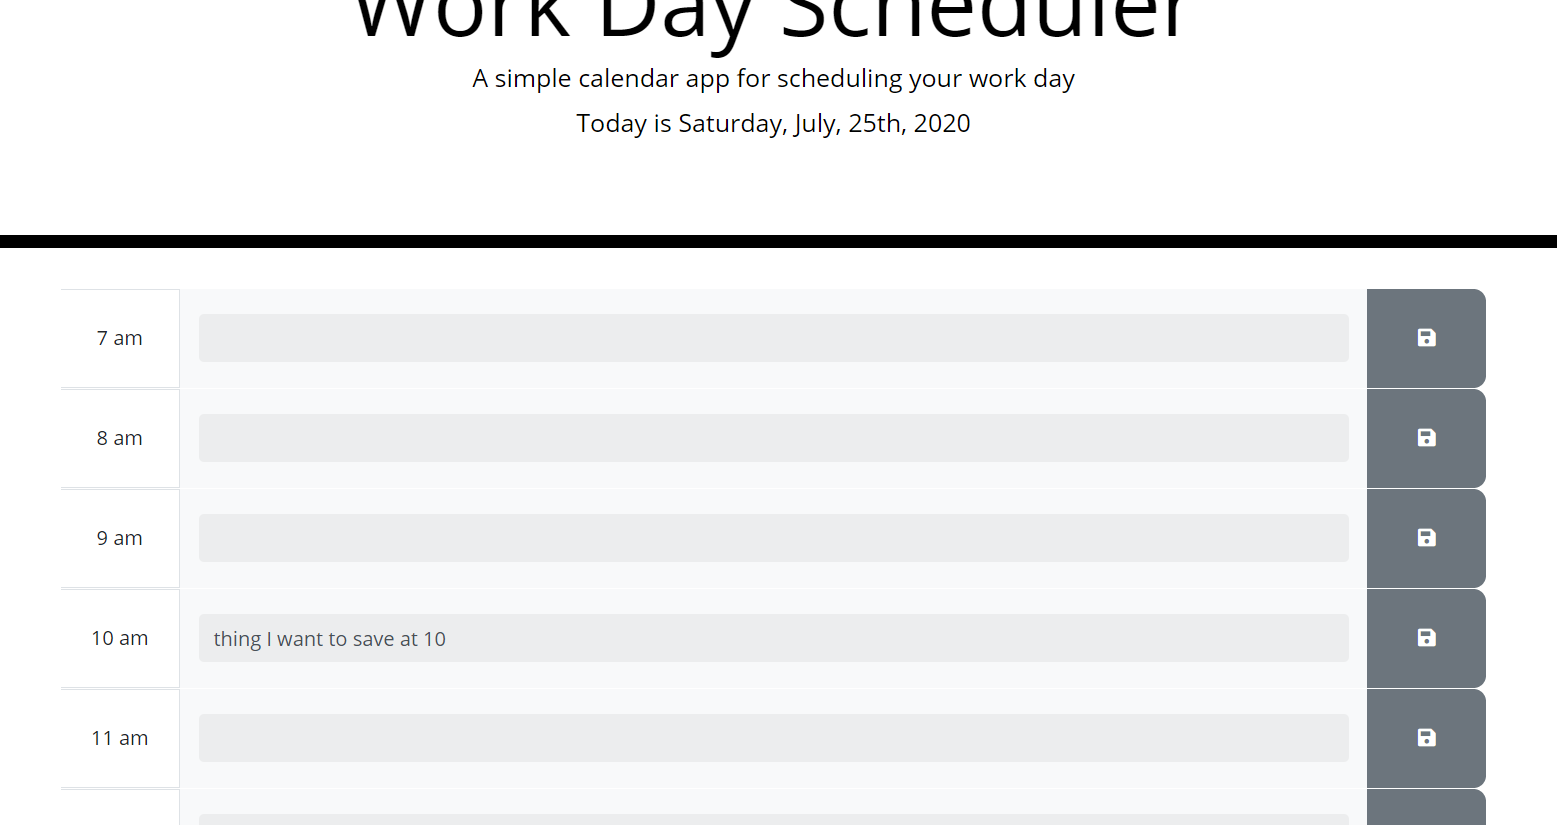 Work Day Scheduler
A simple calendar app for scheduling your work day
Today is Saturday, July, 25th, 2020
7 am
8 am
9 am
10 am
thing I want to save at 10
11 am